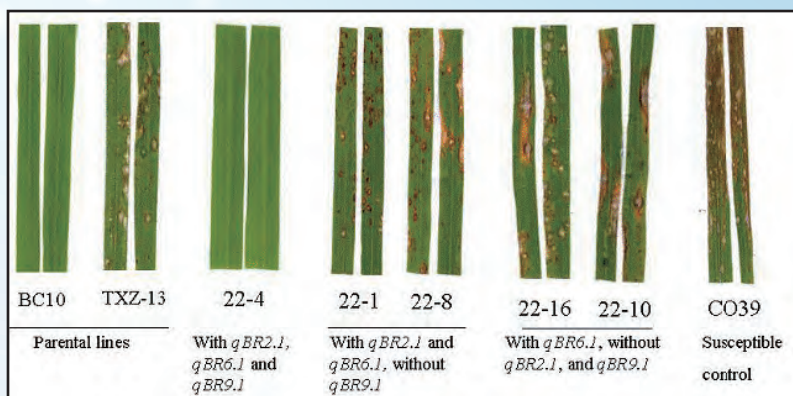 BC10 TXZ-13 22-4 22-1 22-8 22-16 22-10 CO39
Parental lines
With qBR2.1,
qBR6.1 and
qBR9.1
With qBR2.1 and
qBR6.1, without
qBR9.1
With qBR6.1, without
qBR2.1, and qBR9.1
Susceptible
control